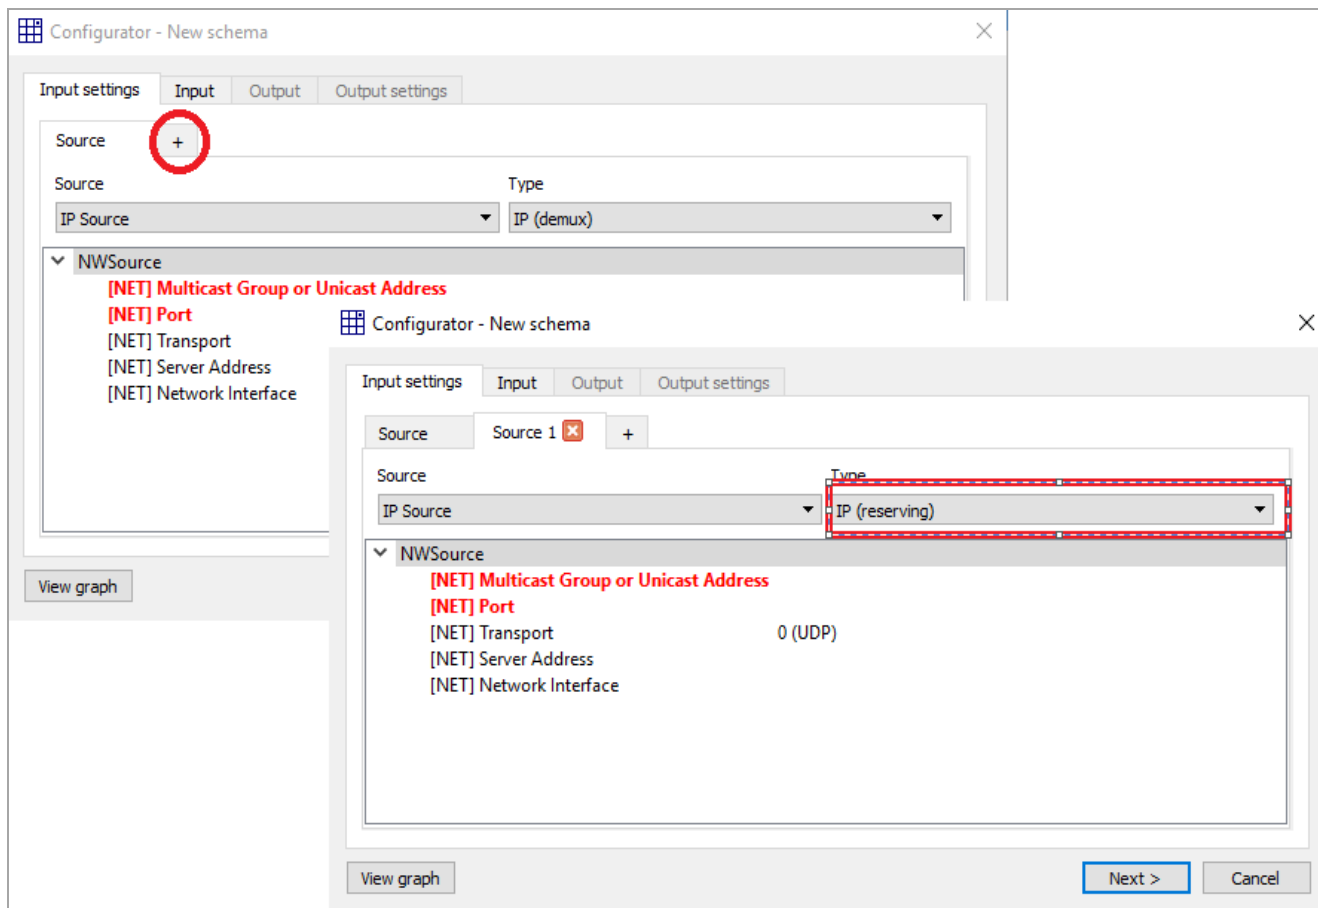 Configurator - New schema
Input settings Input Output Output settings
Source +
Source Type
IP Source IP (demux)
NWSource
[NET] Multicast Group or Unicast Address
[NET] Port
[NET] Transport
[NET] Server Address
[NET] Network Interface
View graph
Configurator - New schema
Input settings Input Output Output settings
Source Source 1 +
Source Type
IP Source IP (reserving)
NWSource
[NET] Multicast Group or Unicast Address
[NET] Port
[NET] Transport 0 (UDP)
[NET] Server Address
[NET] Network Interface
View graph Next > Cancel